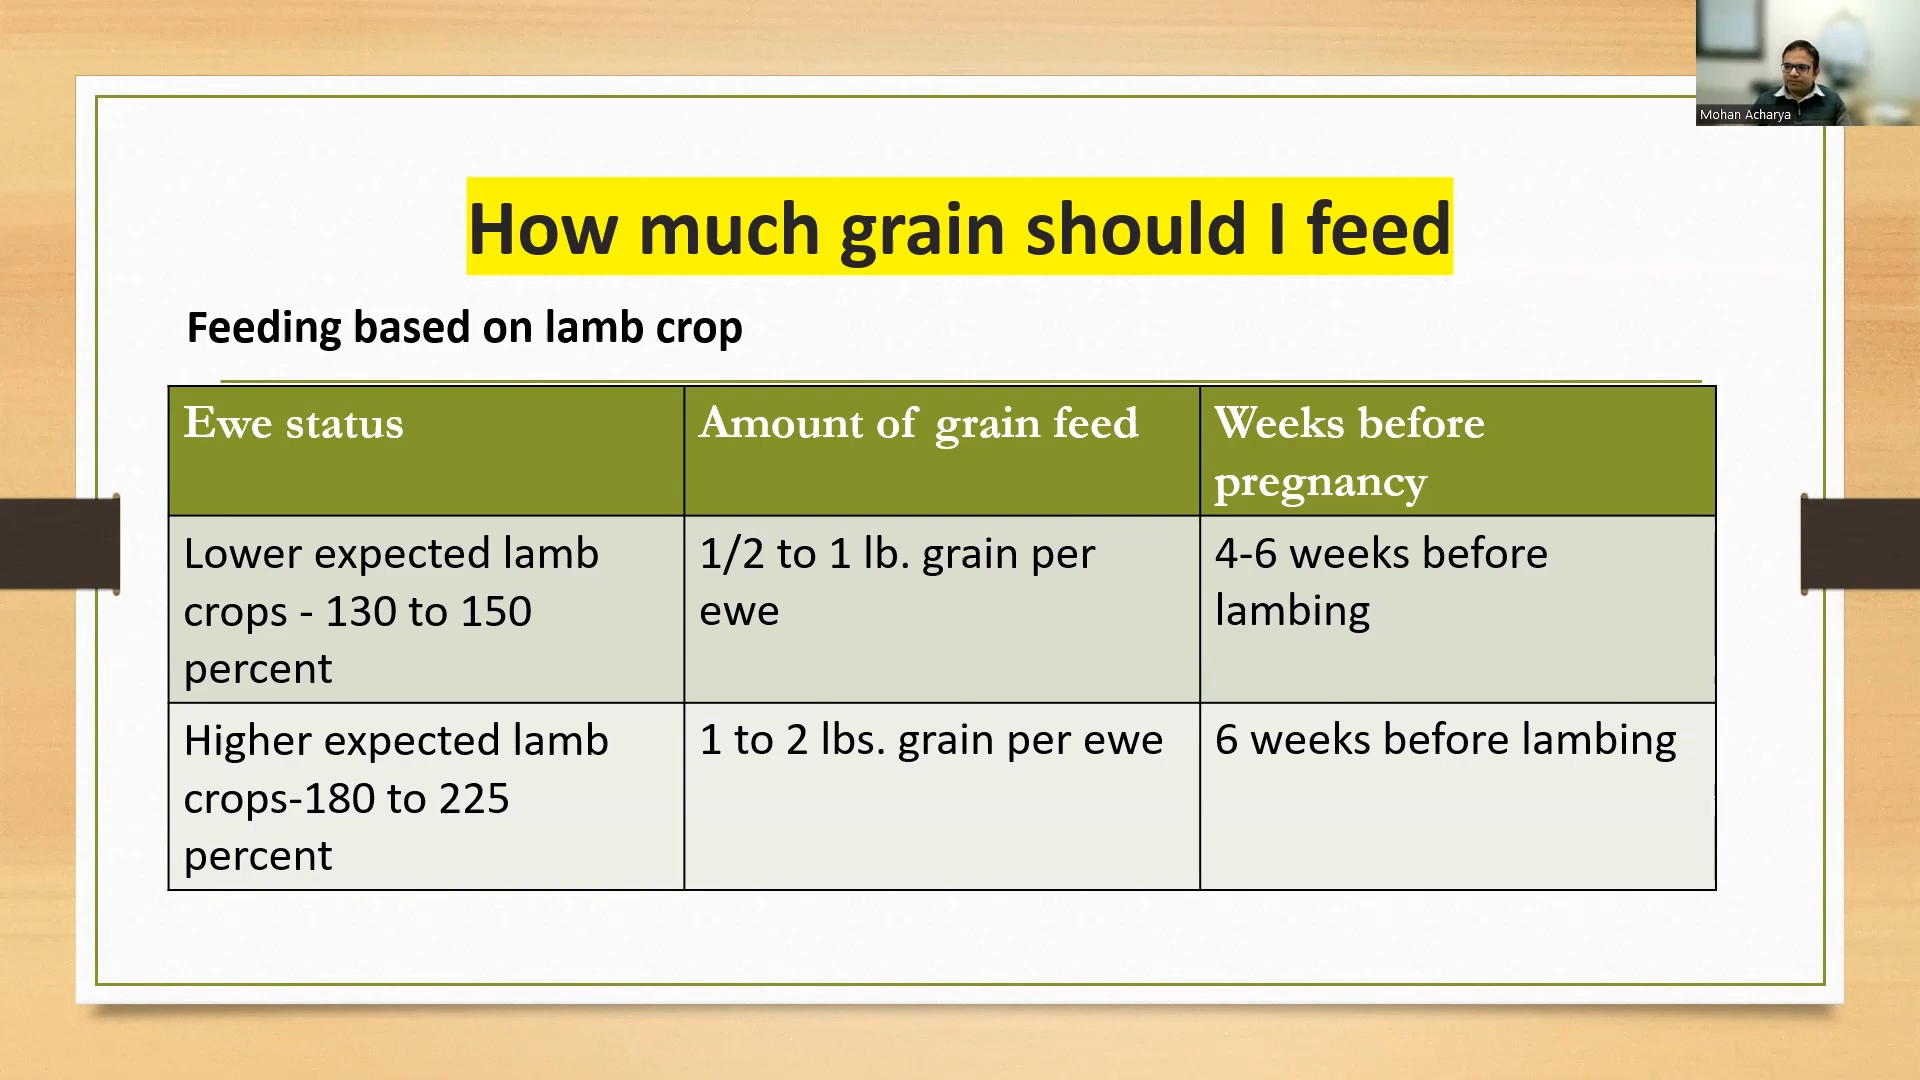 Mohan Acharya
How much grain should I feed
Feeding based on lamb crop
Ewe status
Amount of grain feed
Weeks before
pregnancy
Lower expected lamb
crops - 130 to 150
percent
1/2 to 1 lb. grain per
ewe
4-6 weeks before
lambing
Higher expected lamb
crops-180 to 225
percent
1 to 2 lbs. grain per ewe
6 weeks before lambing